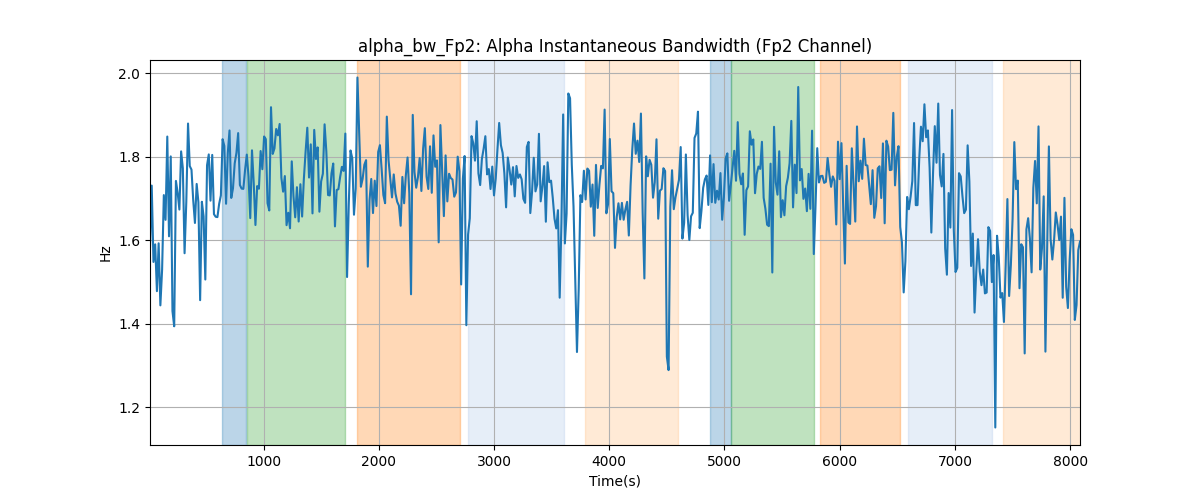 alpha_bw_Fp2: Alpha Instantaneous Bandwidth (Fp2 Channel)
2.0
1.8
1.6
1.4
1.2
Hz
1000 2000 3000 4000 5000 6000 7000 8000
Time(s)